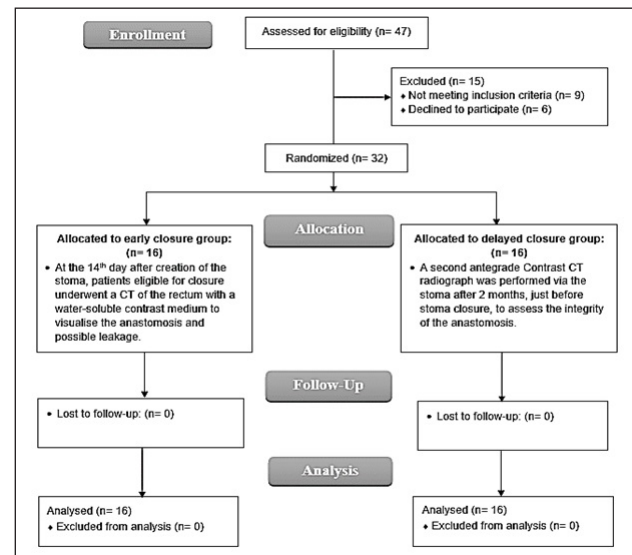 Enrollment
Assessed for eligibility (n= 47)
Excluded (n= 15)
♦ Not meeting inclusion criteria (n= 9)
♦ Declined to participate (n= 6)
Randomized (n= 32)
Allocation
Allocated to early closure group:
(n= 16)
• At the 14th day after creation of the
stoma, patients eligible for closure
underwent a CT of the rectum with a
water-soluble contrast medium to
visualise the anastomosis and
possible leakage.
Allocated to delayed closure group:
(n= 16)
• A second antegrade Contrast CT
radiograph was performed via the
stoma after 2 months, just before
stoma closure, to assess the integrity
of the anastomosis.
Follow-Up
• Lost to follow-up: (n= 0}
• Lost to follow-up: (n= 0}
Analysis
Analysed (n= 16)
♦ Excluded from analysis (n= 0}
Analysed (n= 16)
♦ Excluded from analysis (n= 0}